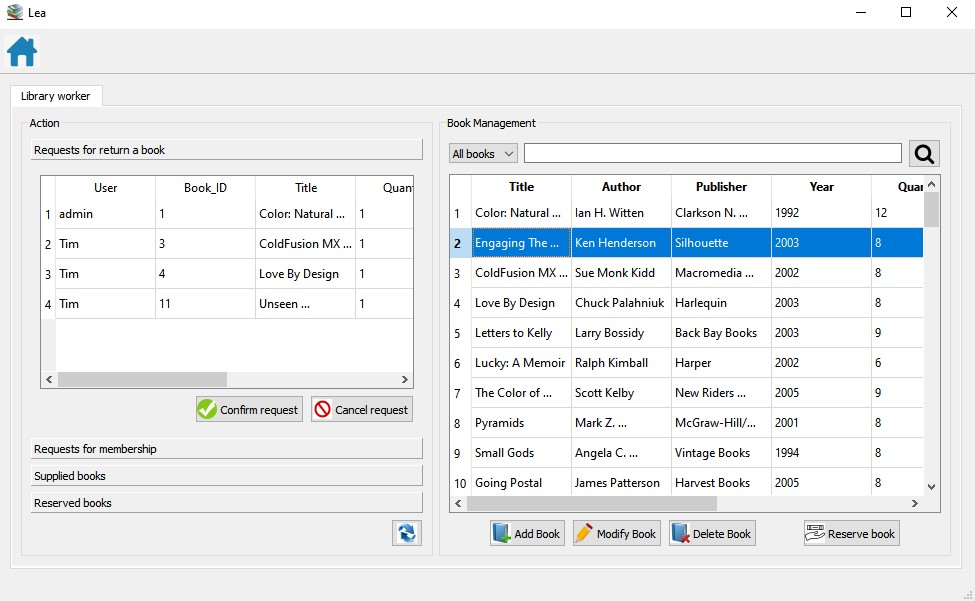 Lea
Library worker
Action
Requests for return a book
User Book_ID Title Quant
1 admin 1 Color: Natural ... 1
2 Tim 3 ColdFusion MX ... 1
3 Tim 4 Love By Design 1
4 Tim 11 Unseen ... 1
Confirm request Cancel request
Requests for membership
Supplied books
Reserved books
Book Management
All books
Title Author Publisher Year Quar
1 Color: Natural ... Ian H. Witten Clarkson N. ... 1992 12
2 Engaging The ... Ken Henderson Silhouette 2003 8
3 ColdFusion MX ... Sue Monk Kidd Macromedia ... 2002 8
4 Love By Design Chuck Palahniuk Harlequin 2003 8
5 Letters to Kelly Larry Bossidy Back Bay Books 2003 9
6 Lucky: A Memoir Ralph Kimball Harper 2002 6
7 The Color of ... Scott Kelby New Riders ... 2005 9
8 Pyramids Mark Z. ... McGraw-Hill/... 2001 8
9 Small Gods Angela C. ... Vintage Books 1994 8
10 Going Postal James Patterson Harvest Books 2005 8
Add Book Modify Book Delete Book Reserve book